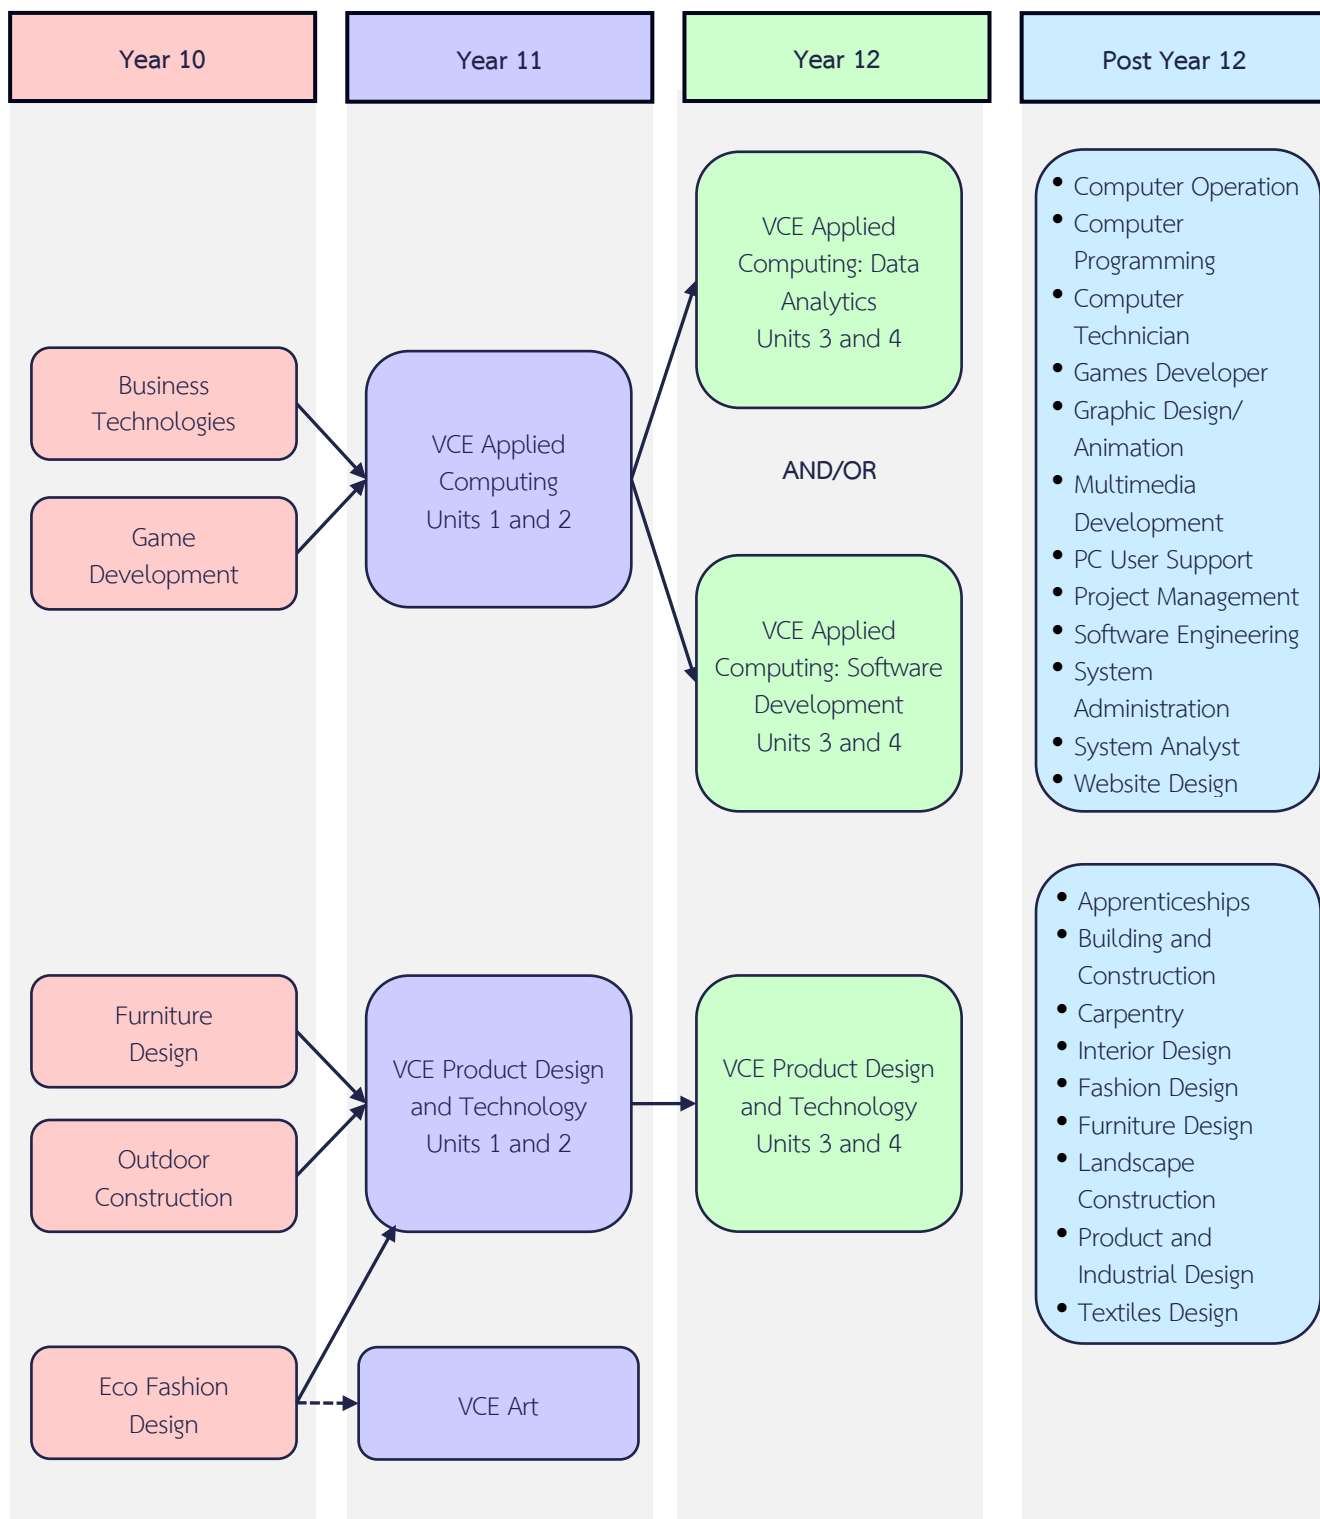 Year 10
Year 11
Year 12
Post Year 12
Business
Technologies
Game
Development
VCE Applied
Computing
Units 1 and 2
VCE Applied
Computing: Data
Analytics
Units 3 and 4
AND/OR
VCE Applied
Computing: Software
Development
Units 3 and 4
• Computer Operation
• Computer
Programming
• Computer
Technician
• Games Developer
• Graphic Design/
Animation
• Multimedia
Development
• PC User Support
• Project Management
• Software Engineering
• System
Administration
• System Analyst
• Website Design
Furniture
Design
Outdoor
Construction
Eco Fashion
Design
VCE Product Design
and Technology
Units 1 and 2
VCE Art
VCE Product Design
and Technology
Units 3 and 4
• Apprenticeships
• Building and
Construction
• Carpentry
• Interior Design
• Fashion Design
• Furniture Design
• Landscape
Construction
• Product and
Industrial Design
• Textiles Design